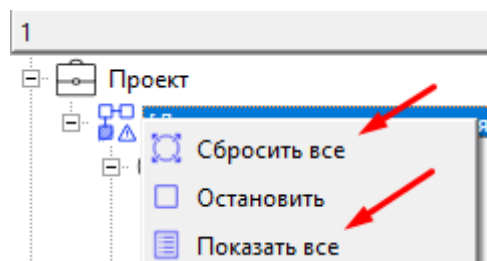 1
Проект
Сбросить все
Остановить
Показать все